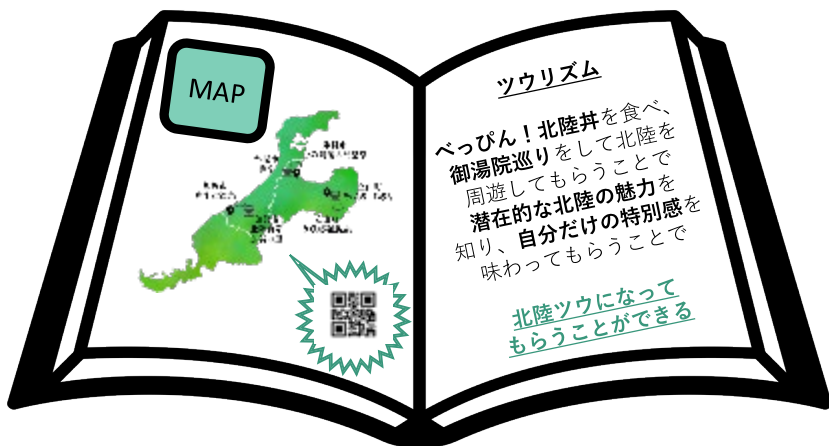 MAP
ツウリズム
べっぴん！北陸丼を食べ、
御湯院巡りをして北陸を
周遊してもらうことで
潜在的な北陸の魅力を
知り、自分だけの特別感を
味わってもらうことで
北陸ツウになって
もらうことができる